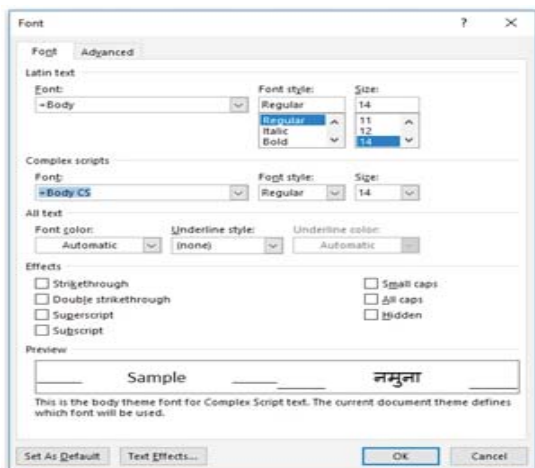 Font ? ×
Font Advanced
Latin text
Font: Font style: Size:
+Body Regular 14
Regular 11
Italic 12
Bold 14
Complex scripts
Font: Font style: Size:
+Body CS Regular 14
All text
Font color: Underline style: Underline color:
Automatic (none) Automatic
Effects
Strikethrough Small caps
Double strikethrough All caps
Superscript Hidden
Subscript
Preview
Sample नमुना
This is the body theme font for Complex Script text. The current document theme defines
which font will be used.
Set As Default Text Effects... OK Cancel